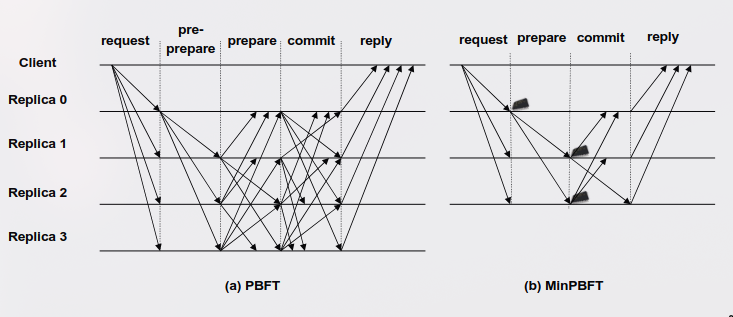 request
pre-
prepare
prepare
commit
reply
request
prepare
commit
reply
Client
Replica 0
Replica 1
Replica 2
Replica 3
(a) PBFT
(b) MinPBFT